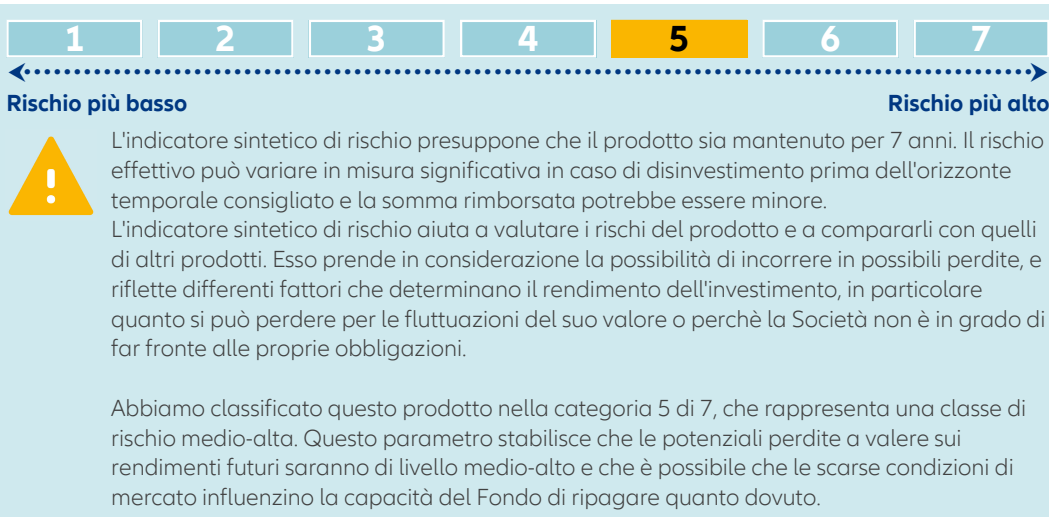 1 2 3 4 5 6 7
Rischio più basso Rischio più alto
L'indicatore sintetico di rischio presuppone che il prodotto sia mantenuto per 7 anni. Il rischio
effettivo può variare in misura significativa in caso di disinvestimento prima dell'orizzonte
temporale consigliato e la somma rimborsata potrebbe essere minore.
L'indicatore sintetico di rischio aiuta a valutare i rischi del prodotto e a compararli con quelli
di altri prodotti. Esso prende in considerazione la possibilità di incorrere in possibili perdite, e
riflette differenti fattori che determinano il rendimento dell'investimento, in particolare
quanto si può perdere per le fluttuazioni del suo valore o perchè la Società non è in grado di
far fronte alle proprie obbligazioni.
Abbiamo classificato questo prodotto nella categoria 5 di 7, che rappresenta una classe di
rischio medio-alta. Questo parametro stabilisce che le potenziali perdite a valere sui
rendimenti futuri saranno di livello medio-alto e che è possibile che le scarse condizioni di
mercato influenzino la capacità del Fondo di ripagare quanto dovuto.